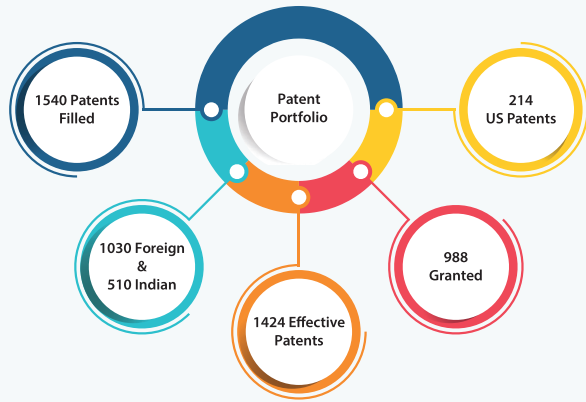 Patent
Portfolio
1540 Patents
Filled
214
US Patents
1030 Foreign
&
510 Indian
988
Granted
1424 Effective
Patents